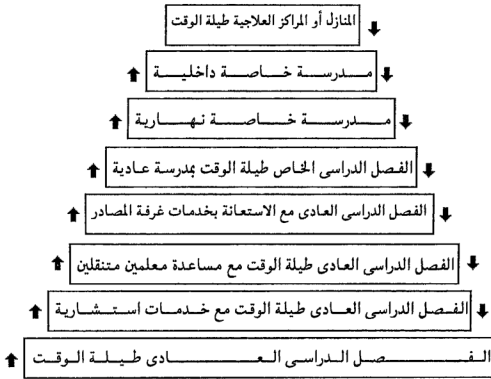 المنازل أو المراكز العلاجية طيلة الوقت
مدرسة خاصة داخلية
مدرسة خاصة نهارية
الفصل الدراسى الخاص طيلة الوقت بمدرسة عادية
الفصل الدراسى العادى مع الاستعانة بخدمات غرفة المصادر
الفصل الدراسى العادى طيلة الوقت مع مساعدة معلمين متنقلين
الفصل الدراسى العادى طيلة الوقت مع خدمات استشارية
الفصل الدراسى العادى طيلة الوقت